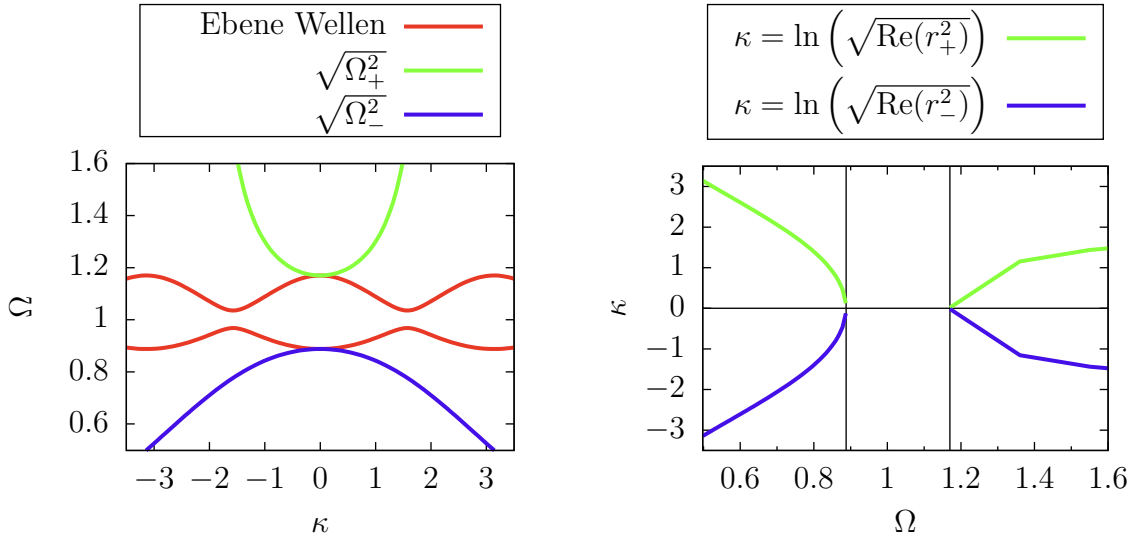 Ebene Wellen
√Ω₊²
√Ω₋²
1.6
1.4
1.2
1
0.8
0.6
Ω
−3 −2 −1 0 1 2 3
κ
κ = ln(√Re(r₊²))
κ = ln(√Re(r₋²))
3
2
1
0
−1
−2
−3
κ
0.6 0.8 1 1.2 1.4 1.6
Ω